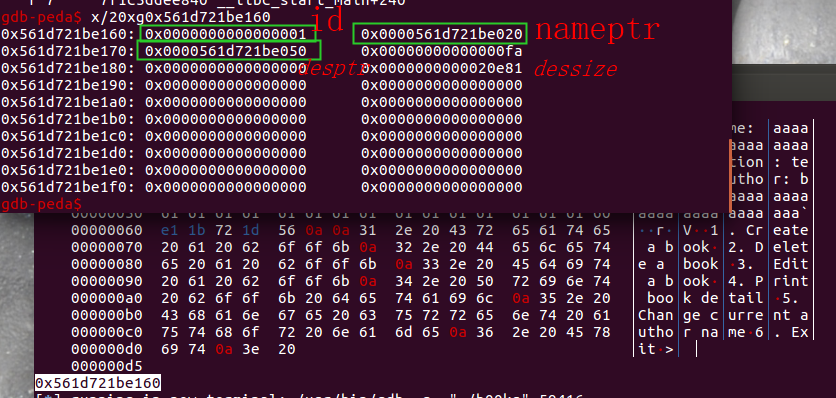 gdb-peda$ x/20xg0x561d721be160
0x561d721be160: 0x0000000000000001 id 0x0000561d721be020 nameptr
0x561d721be170: 0x0000561d721be050 0x00000000000000fa
0x561d721be180: 0x0000000000000000 desptr 0x0000000000020e81 dessize
0x561d721be190: 0x0000000000000000 0x0000000000000000
0x561d721be1a0: 0x0000000000000000 0x0000000000000000
0x561d721be1b0: 0x0000000000000000 0x0000000000000000
0x561d721be1c0: 0x0000000000000000 0x0000000000000000
0x561d721be1d0: 0x0000000000000000 0x0000000000000000
0x561d721be1e0: 0x0000000000000000 0x0000000000000000
0x561d721be1f0: 0x0000000000000000 0x0000000000000000
gdb-peda$
me: aaaa
aaaa aaaa
ction : te
uthor : b
aaaa aaaa
aaaa aaaa aaaa aaa`
00000060 e1 1b 72 1d 56 0a 0a 31 2e 20 43 72 65 61 74 65 ··r· V··1 . Cr eate
00000070 20 61 20 62 6f 6f 6b 0a 32 2e 20 44 65 6c 65 74 a b ook· 2. D elet
00000080 65 20 61 20 62 6f 6f 6b 0a 33 2e 20 45 64 69 74 e a book ·3. Edit
00000090 20 61 20 62 6f 6f 6b 0a 34 2e 20 50 72 69 6e 74 a b ook· 4. P rint
000000a0 20 62 6f 6f 6b 20 64 65 74 61 69 6c 0a 35 2e 20 boo k de tail ·5.
000000b0 43 68 61 6e 67 65 20 63 75 72 72 65 6e 74 20 61 Chan ge c urre nt a
000000c0 75 74 68 6f 72 20 6e 61 6d 65 0a 36 2e 20 45 78 utho r na me·6 . Ex
000000d0 69 74 0a 3e 20 it·>
000000d5
0x561d721be160